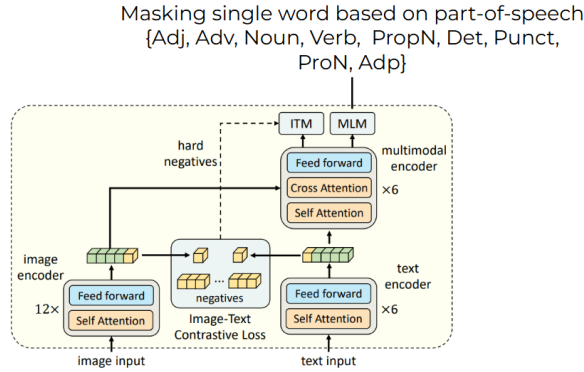 Masking single word based on part-of-speech
{Adj, Adv, Noun, Verb, PropN, Det, Punct,
ProN, Adp}
ITM
MLM
hard
negatives
Feed forward
Cross Attention
Self Attention
multimodal
encoder
×6
image
encoder
12×
Feed forward
Self Attention
image input
...
negatives
Image-Text
Contrastive Loss
text
encoder
×6
Feed forward
Self Attention
text input